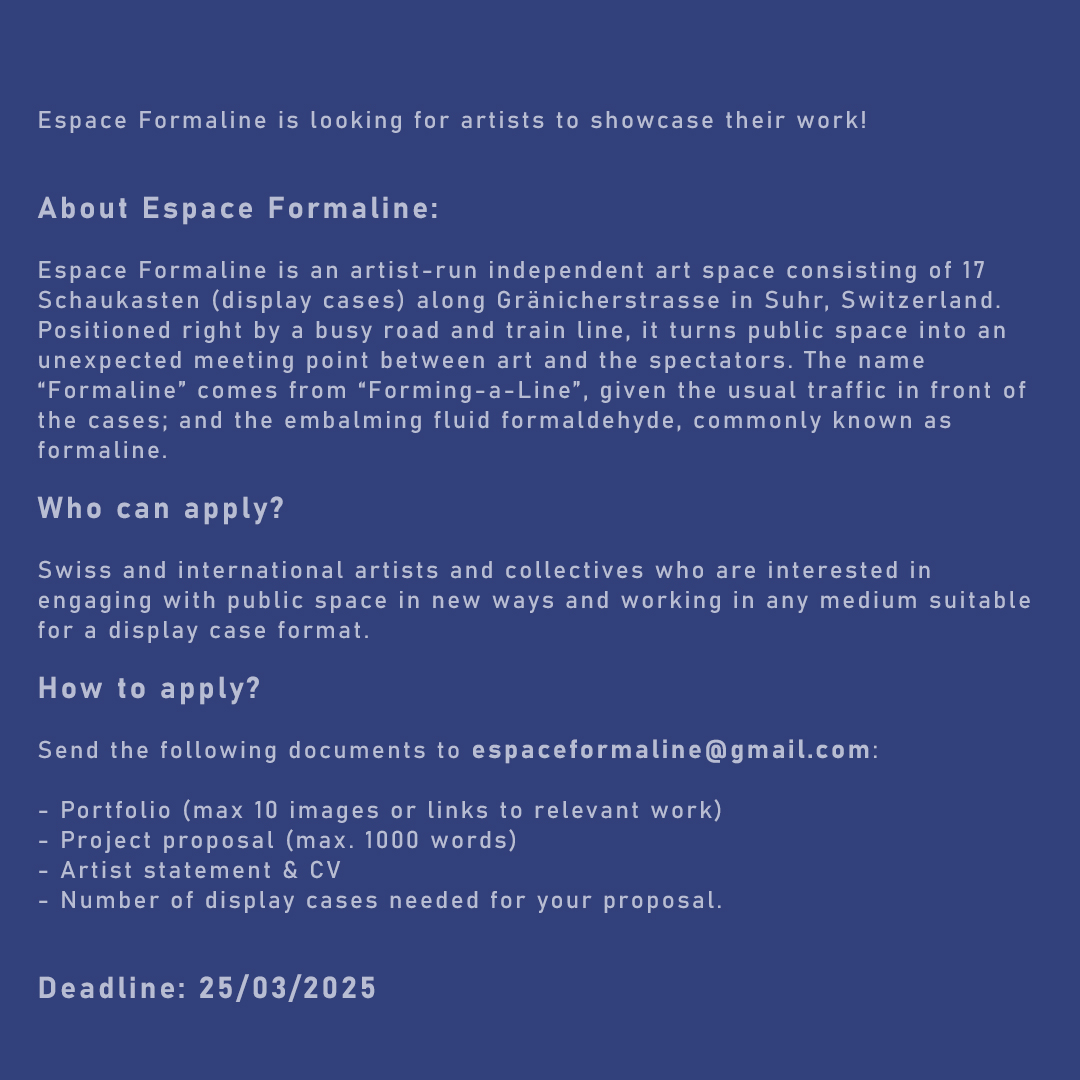 Espace Formaline is looking for artists to showcase their work!
About Espace Formaline:
Espace Formaline is an artist-run independent art space consisting of 17
Schaukasten (display cases) along Gränicherstrasse in Suhr, Switzerland.
Positioned right by a busy road and train line, it turns public space into an
unexpected meeting point between art and the spectators. The name
“Formaline” comes from “Forming-a-Line”, given the usual traffic in front of
the cases; and the embalming fluid formaldehyde, commonly known as
formaline.
Who can apply?
Swiss and international artists and collectives who are interested in
engaging with public space in new ways and working in any medium suitable
for a display case format.
How to apply?
Send the following documents to espaceformaline@gmail.com:
- Portfolio (max 10 images or links to relevant work)
- Project proposal (max. 1000 words)
- Artist statement & CV
- Number of display cases needed for your proposal.
Deadline: 25/03/2025